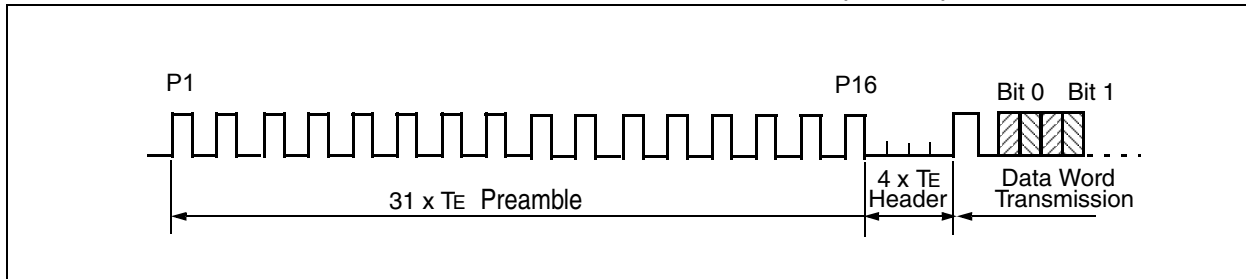 P1
P16
Bit 0 Bit 1
31 x TE Preamble
4 x TE
Header
Data Word
Transmission